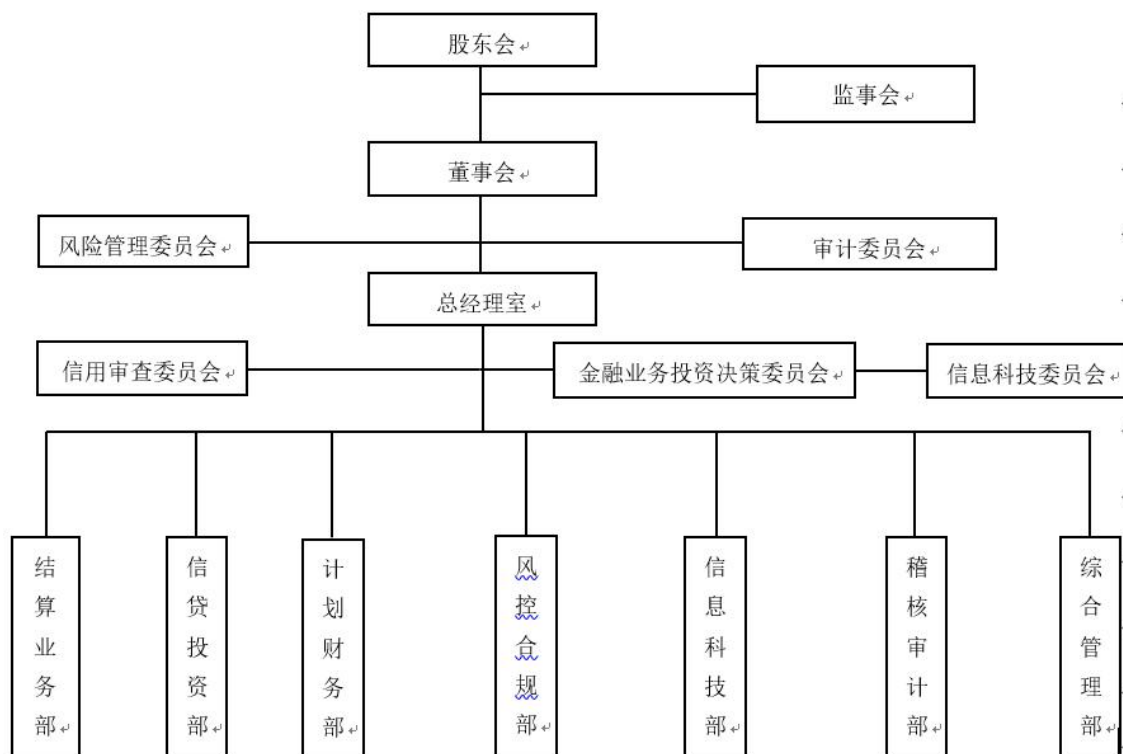 股东会
监事会
董事会
风险管理委员会
审计委员会
总经理室
信用审查委员会
金融业务投资决策委员会
信息科技委员会
结算业务部
信贷投资部
计划财务部
风控合规部
信息科技部
稽核审计部
综合管理部